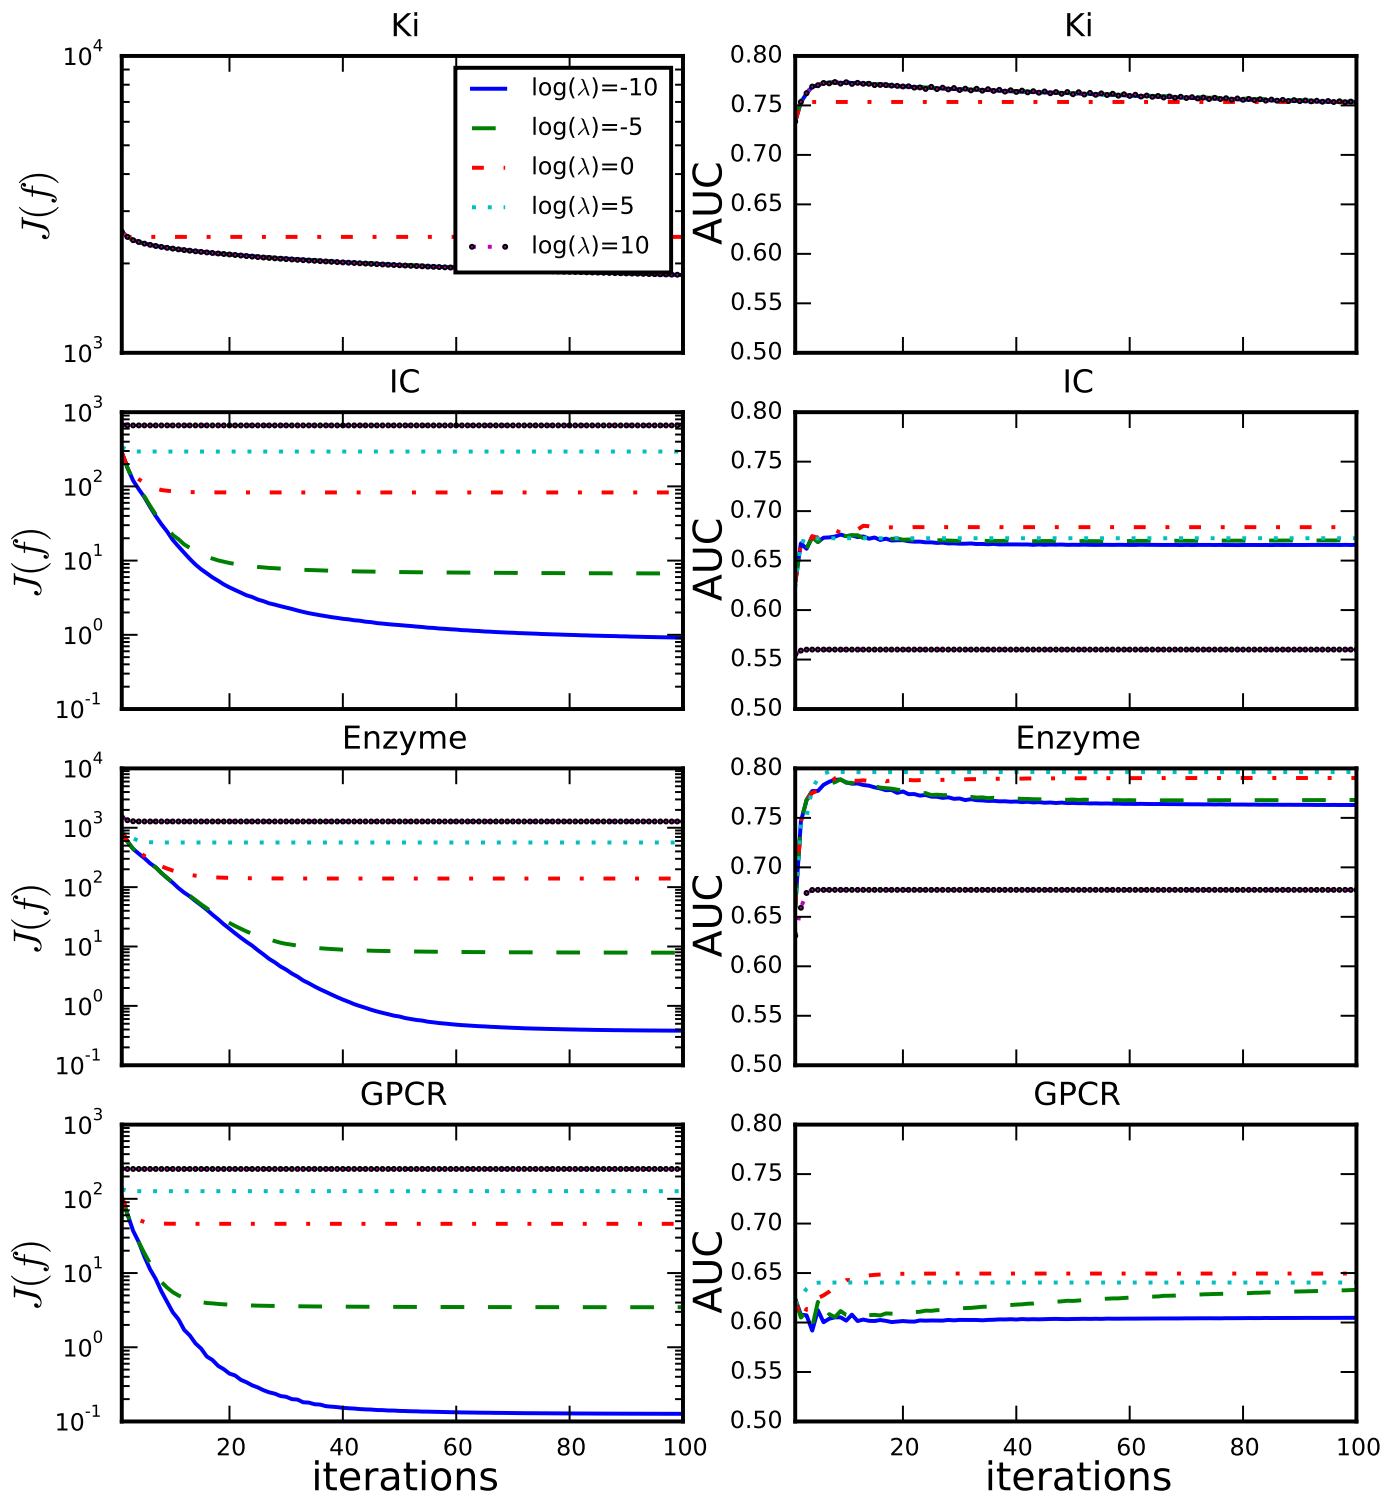 Ki
Ki
10^4
10^3
J(f)
log(λ)=-10
log(λ)=-5
log(λ)=0
log(λ)=5
log(λ)=10
0.80
0.75
0.70
0.65
0.60
0.55
0.50
AUC
IC
IC
10^3
10^2
10^1
10^0
10^-1
J(f)
0.80
0.75
0.70
0.65
0.60
0.55
0.50
AUC
Enzyme
Enzyme
10^4
10^3
10^2
10^1
10^0
10^-1
J(f)
0.80
0.75
0.70
0.65
0.60
0.55
0.50
AUC
GPCR
GPCR
10^3
10^2
10^1
10^0
10^-1
J(f)
0.80
0.75
0.70
0.65
0.60
0.55
0.50
AUC
20 40 60 80 100
20 40 60 80 100
iterations
iterations